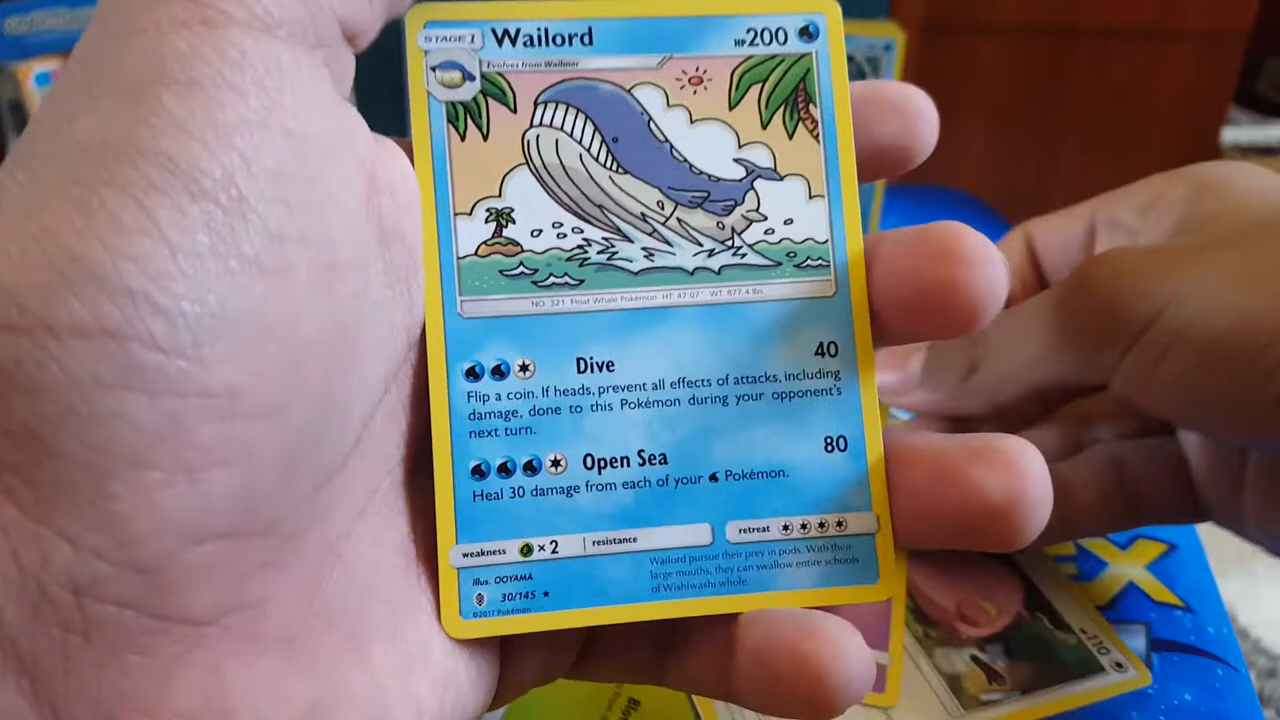 STAGE 1 Wailord HP200
Evolves from Wailmer
NO. 321 Float Whale Pokémon HT: 47'07" WT: 877.4 lbs
Dive 40
Flip a coin. If heads, prevent all effects of attacks, including
damage, done to this Pokémon during your opponent's
next turn.
Open Sea 80
Heal 30 damage from each of your Pokémon.
weakness ×2 resistance retreat
Wailord pursue their prey in pods. With their
large mouths, they can swallow entire schools
of Wishiwashi whole.
illus. OOYAMA
30/145
©2017 Pokémon
EX
HP110